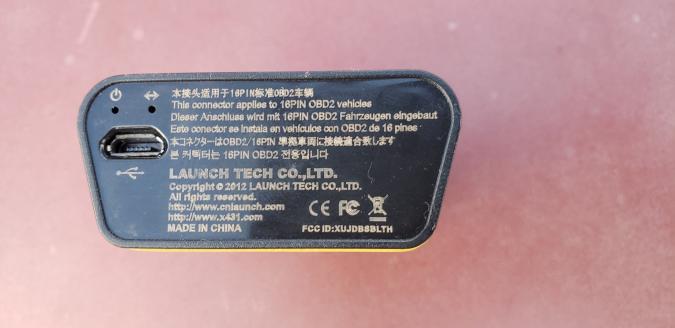 本接头适用于16PIN标准OBD2车辆
This connector applies to 16PIN OBD2 vehicles
Dieser Anschluss wird mit 16PIN OBD2 Fahrzeugen eingebaut
Este conector se instala en vehículos con OBD2 de 16 pines
本コネクターはOBD2/16PIN 準拠車両に接続適合致します
본 커넥터는 16PIN OBD2 전용입니다
LAUNCH TECH CO.,LTD.
Copyright © 2012 LAUNCH TECH CO.,LTD.
All rights reserved.
http://www.cnlaunch.com
http://www.x431.com
MADE IN CHINA
CE FC
FCC ID:XUJDBSBLTH